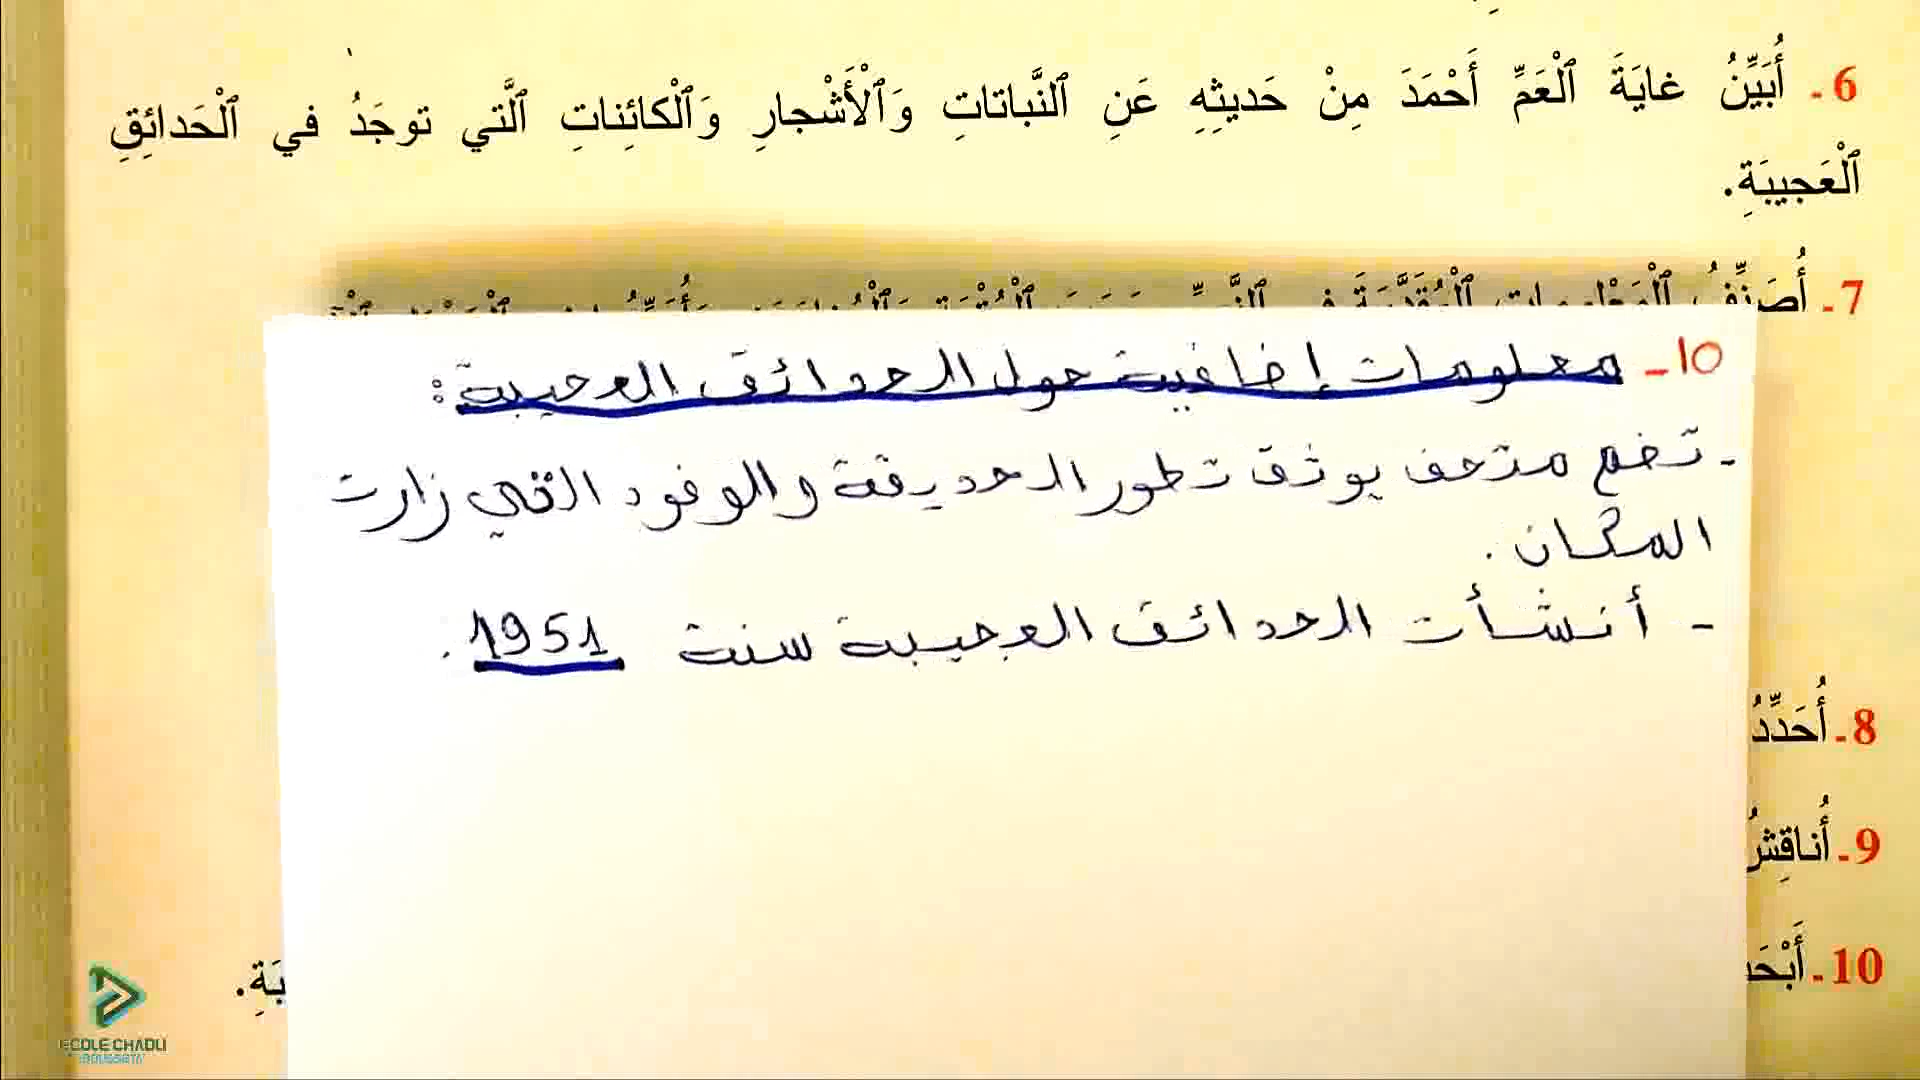 6 - أُبَيِّنُ غايَةَ ٱلْعَمِّ أَحْمَدَ مِنْ حَديثِهِ عَنِ ٱلنَّباتاتِ وَٱلْأَشْجارِ وَٱلْكائِناتِ ٱلَّتي توجَدُ في ٱلْحَدائِقِ
ٱلْعَجيبَةِ.
7 - أُصَنِّفُ
10 - معلومات إضافية حول الحدائق العجيبة :
- تضم متحف يوثق تطور الحديقة والوفود التي زارت
المكان .
- أنشأت الحدائق العجيبة سنة 1951 .
8 - أُحَدِّدُ
9 - أُناقِشُ
10 -
ECOLE CHADLI